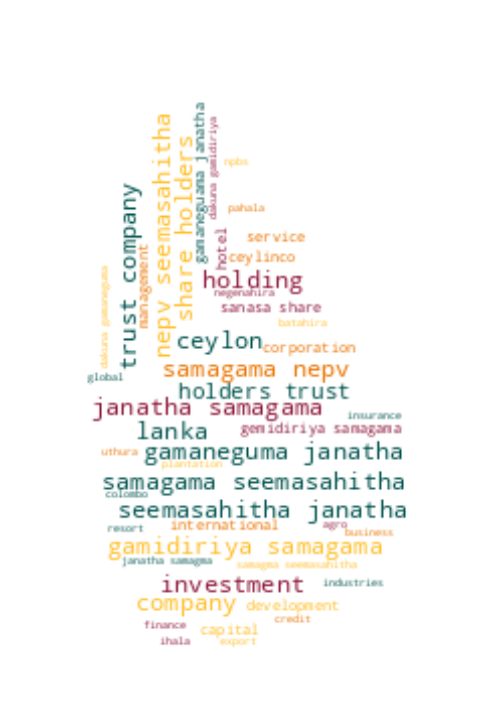 gamaneguama janatha
dakuna gamidiriya
nepv seemasahitha
share holders
npbs
trust company
pahala
hotel
service
management
ceylinco
dakuna gamaneguma
holding
negenahira
sanasa share
batahira
ceylon
corporation
samagama nepv
global
holders trust
janatha samagama
insurance
lanka
gemidiriya samagama
uthura
gamaneguma janatha
plantation
samagama seemasahitha
colombo
seemasahitha janatha
resort
international
agro
business
gamidiriya samagama
janatha samagma
samagma seemasahitha
investment
industries
company
development
credit
finance
capital
ihala
export